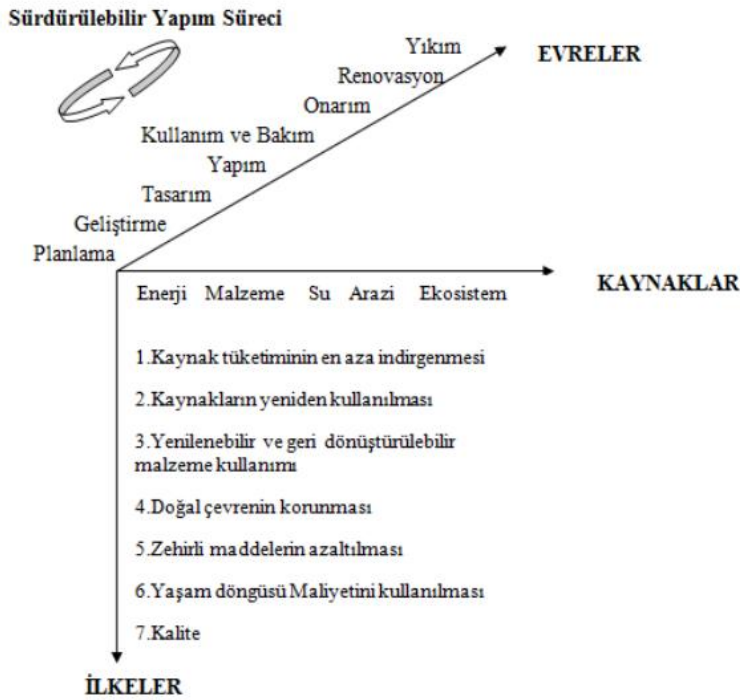 Sürdürülebilir Yapım Süreci
Yıkım
EVRELER
Renovasyon
Onarım
Kullanım ve Bakım
Yapım
Tasarım
Geliştirme
Planlama
KAYNAKLAR
Enerji Malzeme Su Arazi Ekosistem
1.Kaynak tüketiminin en aza indirgenmesi
2.Kaynakların yeniden kullanılması
3.Yenilenebilir ve geri dönüştürülebilir
malzeme kullanımı
4.Doğal çevrenin korunması
5.Zehirli maddelerin azaltılması
6.Yaşam döngüsü Maliyetini kullanılması
7.Kalite
İLKELER